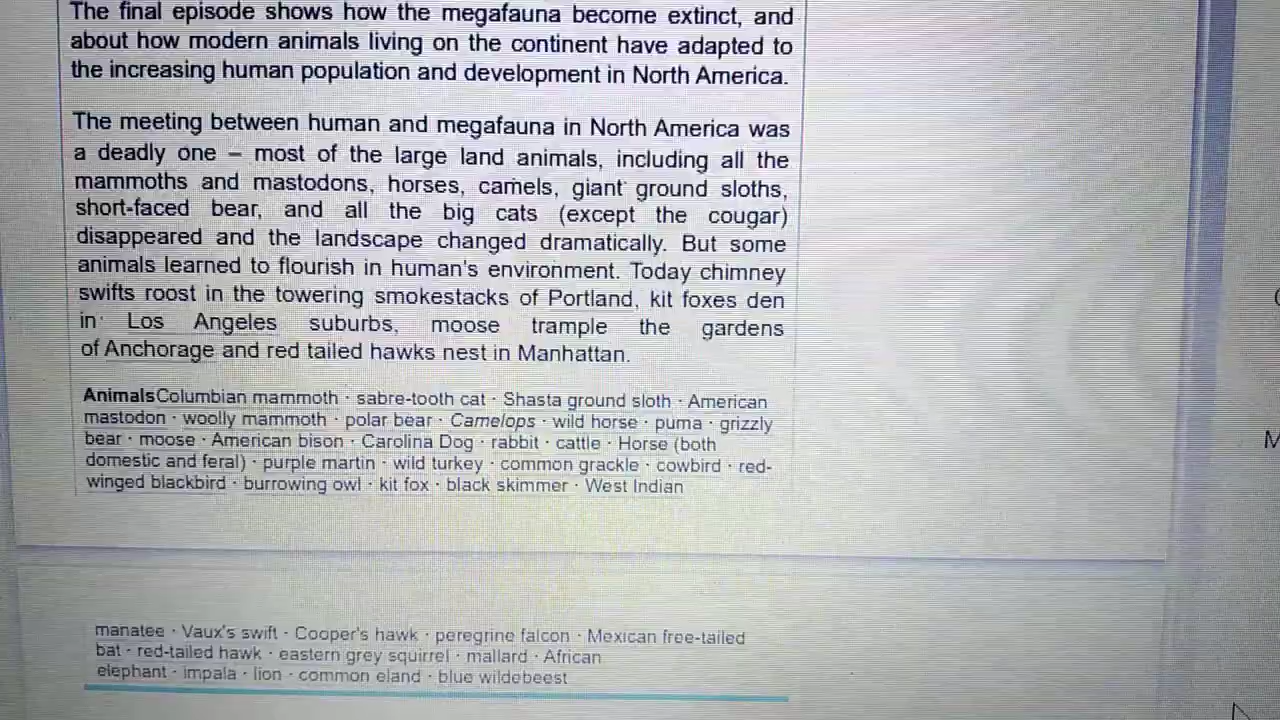 The final episode shows how the megafauna become extinct, and
about how modern animals living on the continent have adapted to
the increasing human population and development in North America.
The meeting between human and megafauna in North America was
a deadly one – most of the large land animals, including all the
mammoths and mastodons, horses, camels, giant ground sloths,
short-faced bear, and all the big cats (except the cougar)
disappeared and the landscape changed dramatically. But some
animals learned to flourish in human's environment. Today chimney
swifts roost in the towering smokestacks of Portland, kit foxes den
in Los Angeles suburbs, moose trample the gardens
of Anchorage and red tailed hawks nest in Manhattan.
AnimalsColumbian mammoth · sabre-tooth cat · Shasta ground sloth · American
mastodon · woolly mammoth · polar bear · Camelops · wild horse · puma · grizzly
bear · moose · American bison · Carolina Dog · rabbit · cattle · Horse (both
domestic and feral) · purple martin · wild turkey · common grackle · cowbird · red-
winged blackbird · burrowing owl · kit fox · black skimmer · West Indian
manatee · Vaux's swift · Cooper's hawk · peregrine falcon · Mexican free-tailed
bat · red-tailed hawk · eastern grey squirrel · mallard · African
elephant · impala · lion · common eland · blue wildebeest